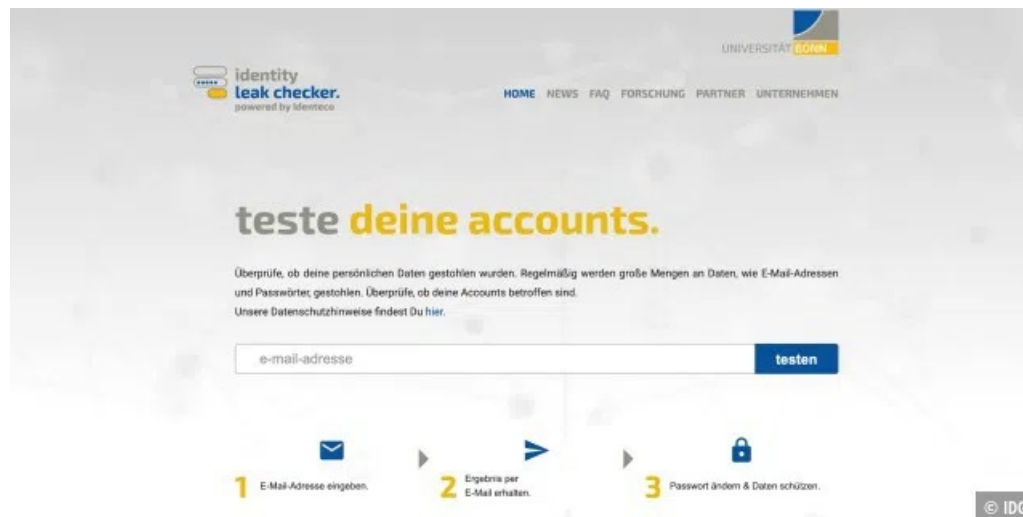 UNIVERSITÄT BONN
identity
leak checker.
powered by Identeco
HOME NEWS FAQ FORSCHUNG PARTNER UNTERNEHMEN
teste deine accounts.
Überprüfe, ob deine persönlichen Daten gestohlen wurden. Regelmäßig werden große Mengen an Daten, wie E-Mail-Adressen
und Passwörter, gestohlen. Überprüfe, ob deine Accounts betroffen sind.
Unsere Datenschutzhinweise findest Du hier.
e-mail-adresse testen
1 E-Mail-Adresse eingeben.
2 Ergebnis per
E-Mail erhalten.
3 Passwort ändern & Daten schützen.
© IDG